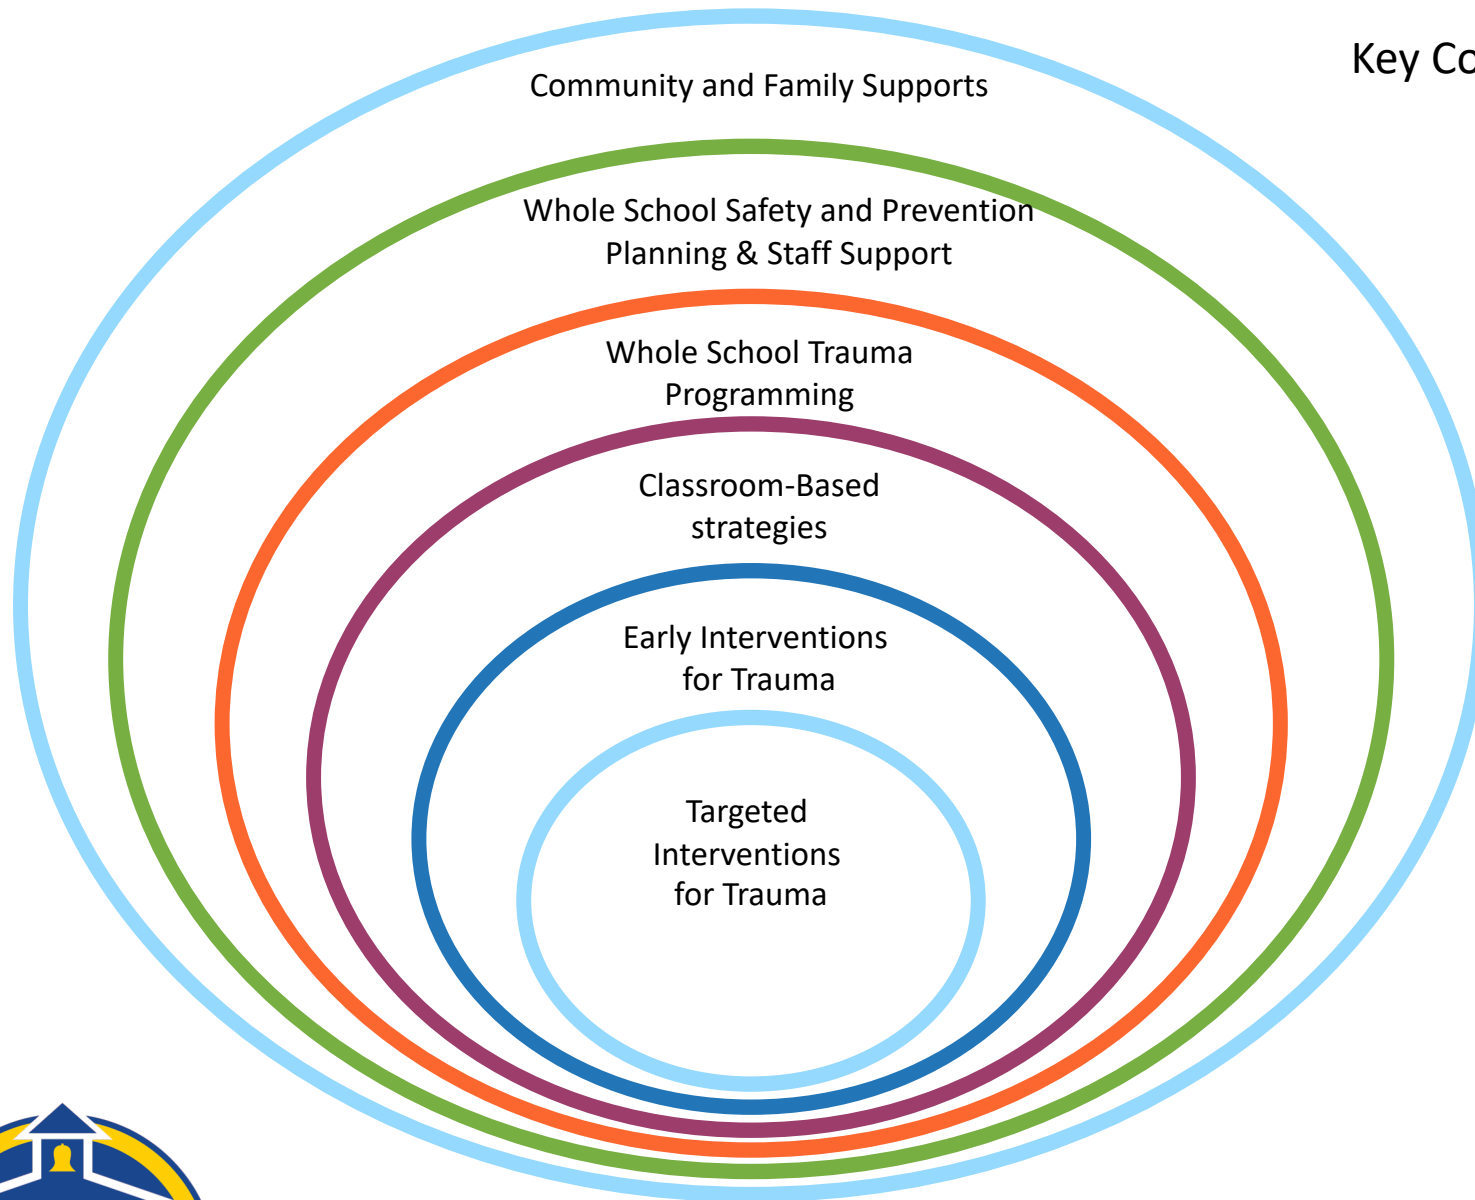 Key Co
Community and Family Supports
Whole School Safety and Prevention
Planning & Staff Support
Whole School Trauma
Programming
Classroom-Based
strategies
Early Interventions
for Trauma
Targeted
Interventions
for Trauma